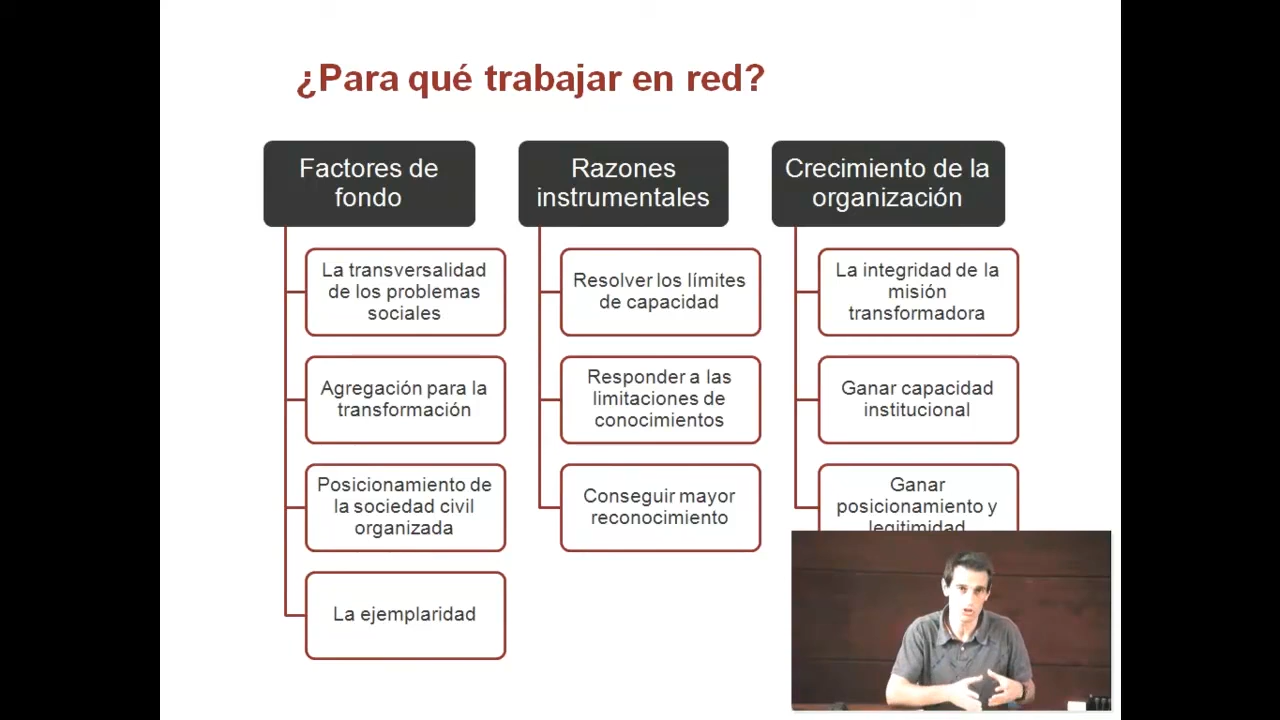 ¿Para qué trabajar en red?
Factores de
fondo
La transversalidad
de los problemas
sociales
Agregación para la
transformación
Posicionamiento de
la sociedad civil
organizada
La ejemplaridad
Razones
instrumentales
Resolver los límites
de capacidad
Responder a las
limitaciones de
conocimientos
Conseguir mayor
reconocimiento
Crecimiento de la
organización
La integridad de la
misión
transformadora
Ganar capacidad
institucional
Ganar
posicionamiento y
legitimidad